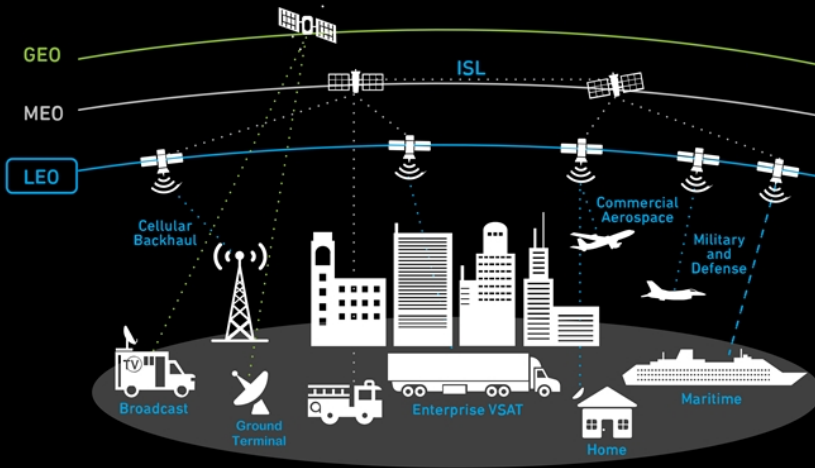 GEO
ISL
MEO
LEO
Cellular
Backhaul
Commercial
Aerospace
Military
and
Defense
TV
Broadcast
Ground
Terminal
Enterprise VSAT
Home
Maritime